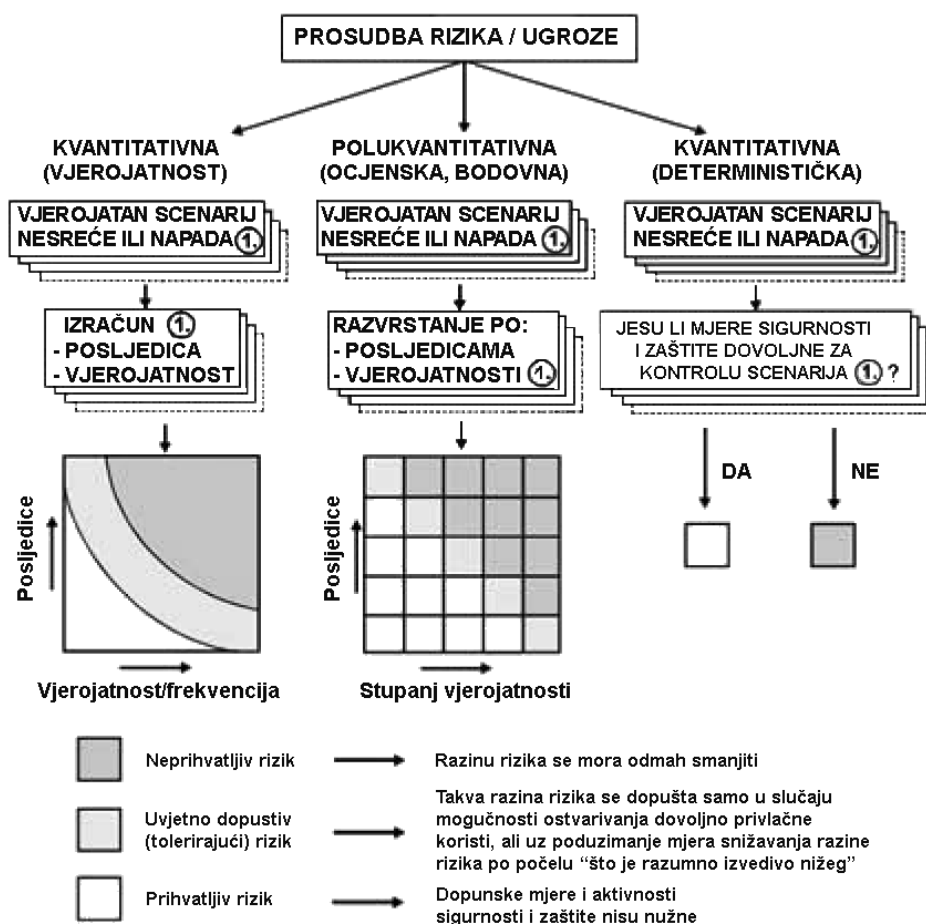 PROSUDBA RIZIKA / UGROZE
KVANTITATIVNA
(VJEROJATNOST)
VJEROJATAN SCENARIJ
NESREĆE ILI NAPADA 1.
IZRAČUN 1.
- POSLJEDICA
- VJEROJATNOST
Posljedice
Vjerojatnost/frekvencija
POLUKVANTITATIVNA
(OCJENSKA, BODOVNA)
VJEROJATAN SCENARIJ
NESREĆE ILI NAPADA 1.
RAZVRSTANJE PO:
- POSLJEDICAMA
- VJEROJATNOSTI 1.
Posljedice
Stupanj vjerojatnosti
KVANTITATIVNA
(DETERMINISTIČKA)
VJEROJATAN SCENARIJ
NESREĆE ILI NAPADA 1.
JESU LI MJERE SIGURNOSTI
I ZAŠTITE DOVOLJNE ZA
KONTROLU SCENARIJA 1. ?
DA
NE
Neprihvatljiv rizik
Razinu rizika se mora odmah smanjiti
Uvjetno dopustiv
(tolerirajući) rizik
Takva razina rizika se dopušta samo u slučaju
mogućnosti ostvarivanja dovoljno privlačne
koristi, ali uz poduzimanje mjera snižavanja razine
rizika po počelu “što je razumno izvedivo nižeg”
Prihvatljiv rizik
Dopunske mjere i aktivnosti
sigurnosti i zaštite nisu nužne